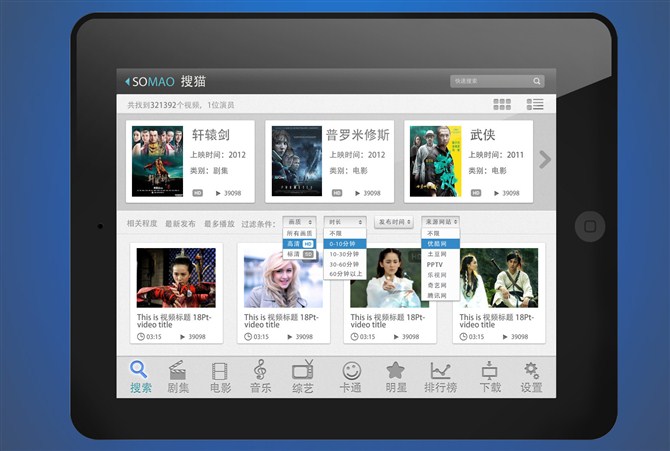 SOMAO 搜猫
快速搜索
共找到321392个视频，1位演员
轩辕剑
上映时间：2012
类别：剧集
HD 39098
普罗米修斯
上映时间：2012
类别：电影
HD 39098
武侠
上映时间：2011
类别：电影
HD 39098
相关程度 最新发布 最多播放 过滤条件：
画质 时长 发布时间 来源网站
所有画质
高清 HD
标清 SD
不限
0-10分钟
10-30分钟
30-60分钟
60分钟以上
不限
优酷网
土豆网
PPTV
乐视网
奇艺网
腾讯网
This is 视频标题 18Pt-
video title
03:15 39098
This is 视频标题 18Pt-
video title
03:15 39098
This is 视频标题 18Pt-
video title
03:15 39098
This is 视频标题 18Pt-
video title
03:15 39098
搜索 剧集 电影 音乐 综艺 卡通 明星 排行榜 下载 设置